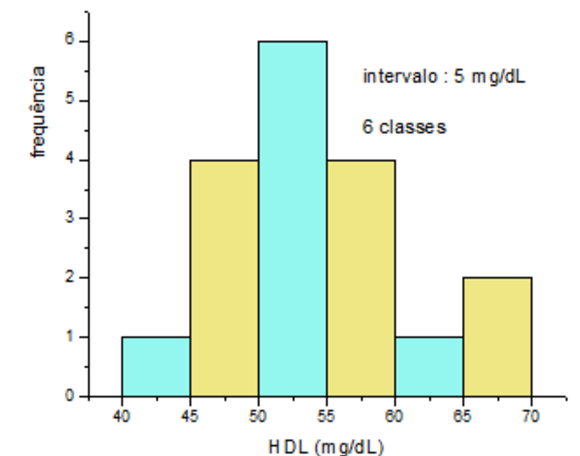 frequência
6
5
4
3
2
1
0
intervalo : 5 mg/dL
6 classes
40 45 50 55 60 65 70
HDL (mg/dL)